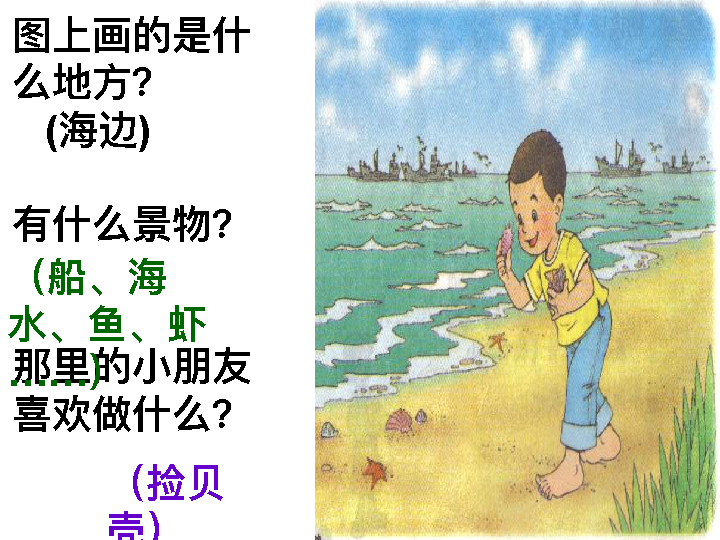 图上画的是什
么地方?
(海边)
有什么景物?
（船、海
水、鱼、虾
……）
那里的小朋友
喜欢做什么?
（捡贝
壳）